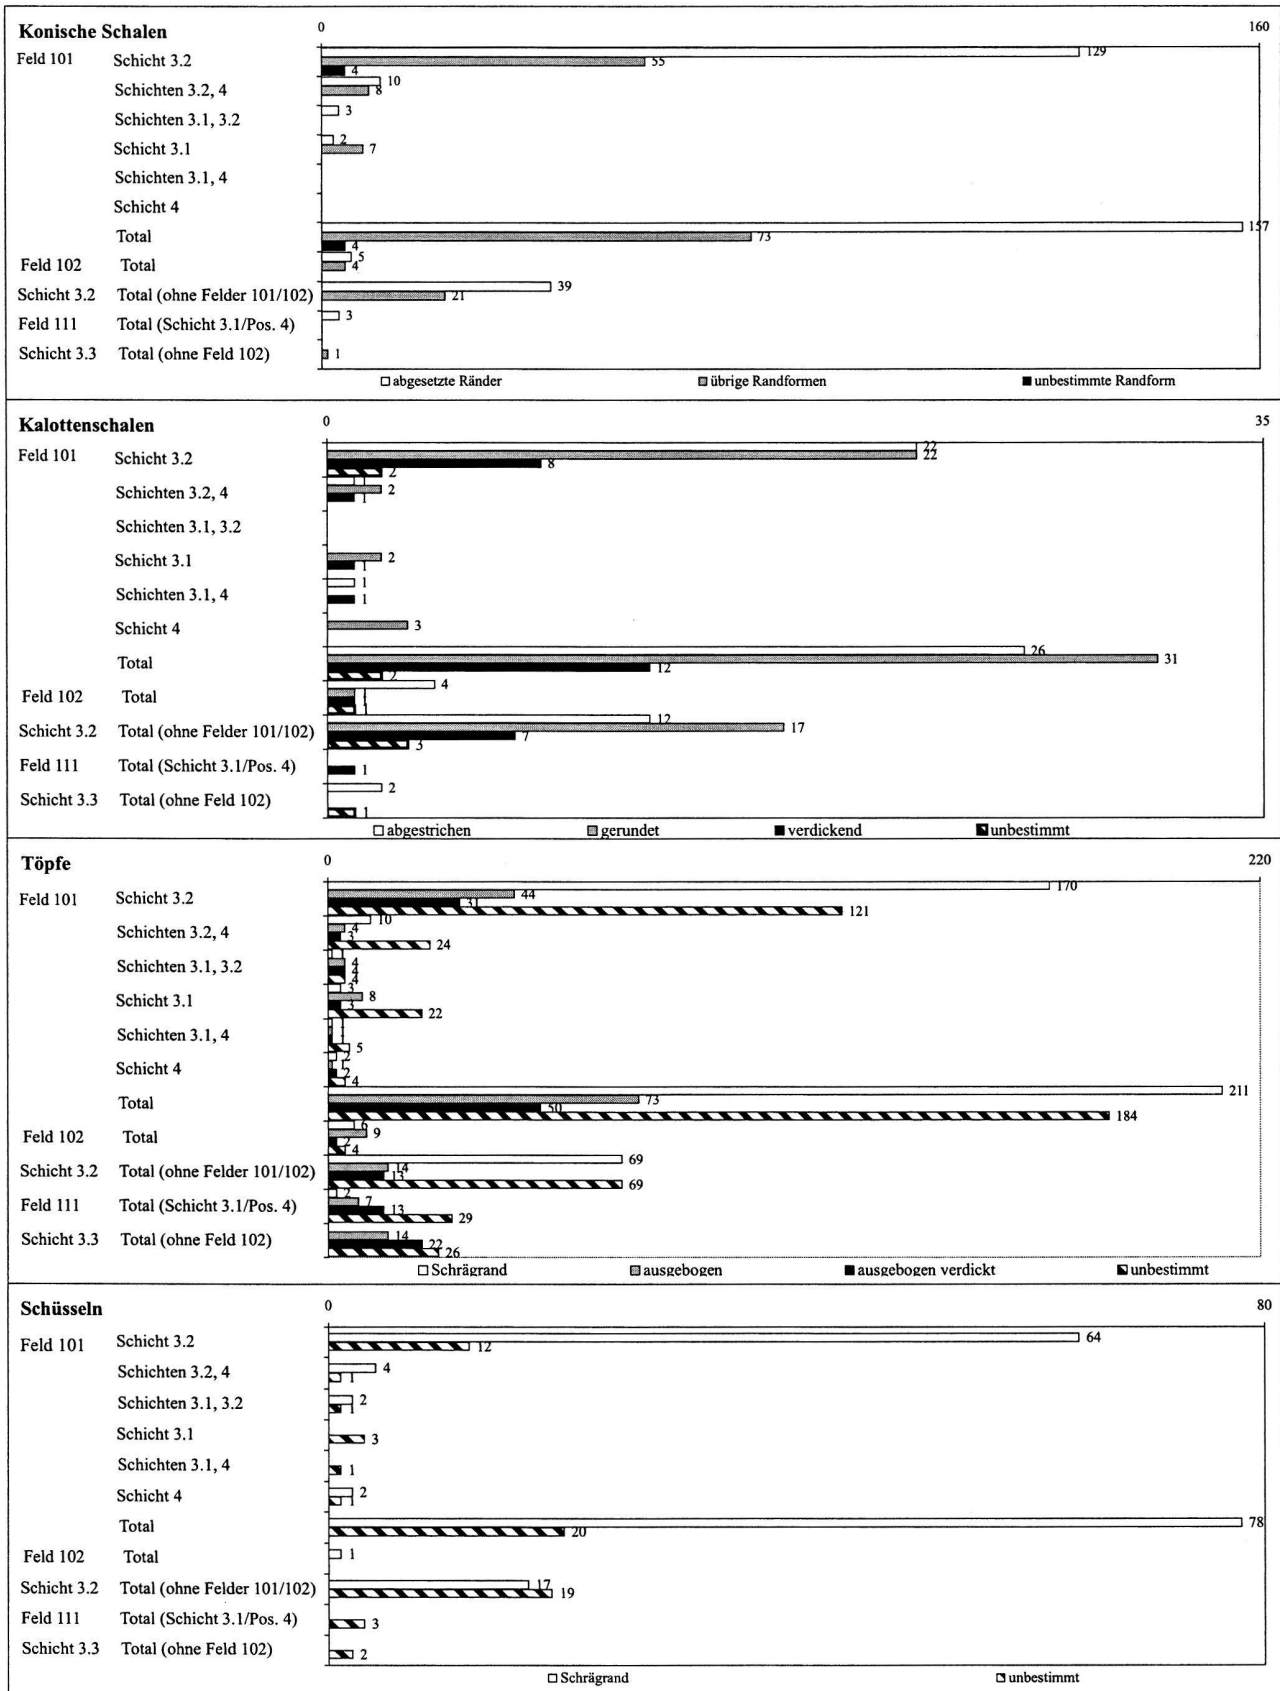 Konische Schalen
0 160
Feld 101 Schicht 3.2 129
55
4
Schichten 3.2, 4 10
8
Schichten 3.1, 3.2 3
Schicht 3.1 2
7
Schichten 3.1, 4
Schicht 4
Total 157
73
4
Feld 102 Total 5
4
Schicht 3.2 Total (ohne Felder 101/102) 39
21
Feld 111 Total (Schicht 3.1/Pos. 4) 3
Schicht 3.3 Total (ohne Feld 102) 1
abgesetzte Ränder übrige Randformen unbestimmte Randform
Kalottenschalen
0 35
Feld 101 Schicht 3.2 22
22
8
2
Schichten 3.2, 4 1
2
1
Schichten 3.1, 3.2
Schicht 3.1 2
1
Schichten 3.1, 4 1
1
Schicht 4 3
Total 26
31
12
2
Feld 102 Total 4
1
1
1
Schicht 3.2 Total (ohne Felder 101/102) 12
17
7
3
Feld 111 Total (Schicht 3.1/Pos. 4) 1
Schicht 3.3 Total (ohne Feld 102) 2
1
abgestrichen gerundet verdickend unbestimmt
Töpfe
0 220
Feld 101 Schicht 3.2 170
44
31
121
Schichten 3.2, 4 10
4
3
24
Schichten 3.1, 3.2 1
4
4
4
Schicht 3.1 3
8
3
22
Schichten 3.1, 4 1
1
1
5
Schicht 4 2
1
2
4
Total 211
73
50
184
Feld 102 Total 6
9
2
4
Schicht 3.2 Total (ohne Felder 101/102) 69
14
13
69
Feld 111 Total (Schicht 3.1/Pos. 4) 2
7
13
29
Schicht 3.3 Total (ohne Feld 102) 14
22
26
Schrägrand ausgebogen ausgebogen verdickt unbestimmt
Schüsseln
0 80
Feld 101 Schicht 3.2 64
12
Schichten 3.2, 4 4
1
Schichten 3.1, 3.2 2
1
Schicht 3.1 3
Schichten 3.1, 4 1
Schicht 4 2
1
Total 78
20
Feld 102 Total 1
Schicht 3.2 Total (ohne Felder 101/102) 17
19
Feld 111 Total (Schicht 3.1/Pos. 4) 3
Schicht 3.3 Total (ohne Feld 102) 2
Schrägrand unbestimmt